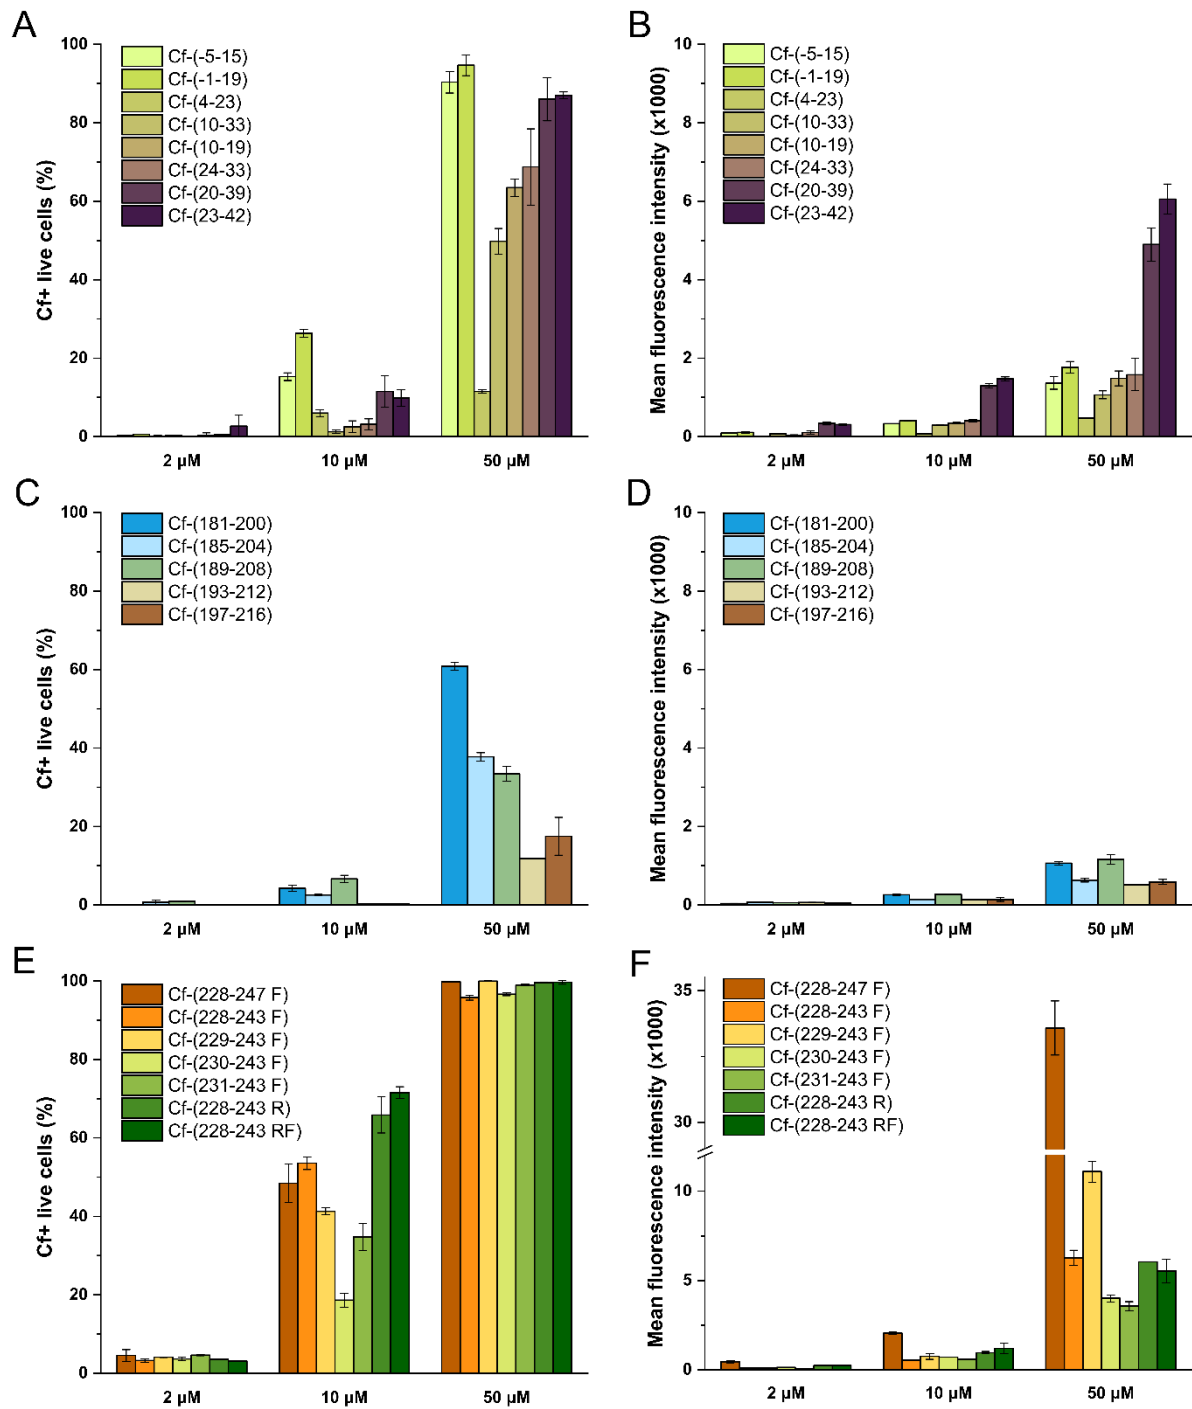 A
Cf+ live cells (%)
100
80
60
40
20
0
Cf-(-5-15)
Cf-(-1-19)
Cf-(4-23)
Cf-(10-33)
Cf-(10-19)
Cf-(24-33)
Cf-(20-39)
Cf-(23-42)
2 µM
10 µM
50 µM
B
Mean fluorescence intensity (x1000)
10
8
6
4
2
0
Cf-(-5-15)
Cf-(-1-19)
Cf-(4-23)
Cf-(10-33)
Cf-(10-19)
Cf-(24-33)
Cf-(20-39)
Cf-(23-42)
2 µM
10 µM
50 µM
C
Cf+ live cells (%)
100
80
60
40
20
0
Cf-(181-200)
Cf-(185-204)
Cf-(189-208)
Cf-(193-212)
Cf-(197-216)
2 µM
10 µM
50 µM
D
Mean fluorescence intensity (x1000)
10
8
6
4
2
0
Cf-(181-200)
Cf-(185-204)
Cf-(189-208)
Cf-(193-212)
Cf-(197-216)
2 µM
10 µM
50 µM
E
Cf+ live cells (%)
100
80
60
40
20
0
Cf-(228-247 F)
Cf-(228-243 F)
Cf-(229-243 F)
Cf-(230-243 F)
Cf-(231-243 F)
Cf-(228-243 R)
Cf-(228-243 RF)
2 µM
10 µM
50 µM
F
Mean fluorescence intensity (x1000)
35
30
10
5
0
Cf-(228-247 F)
Cf-(228-243 F)
Cf-(229-243 F)
Cf-(230-243 F)
Cf-(231-243 F)
Cf-(228-243 R)
Cf-(228-243 RF)
2 µM
10 µM
50 µM